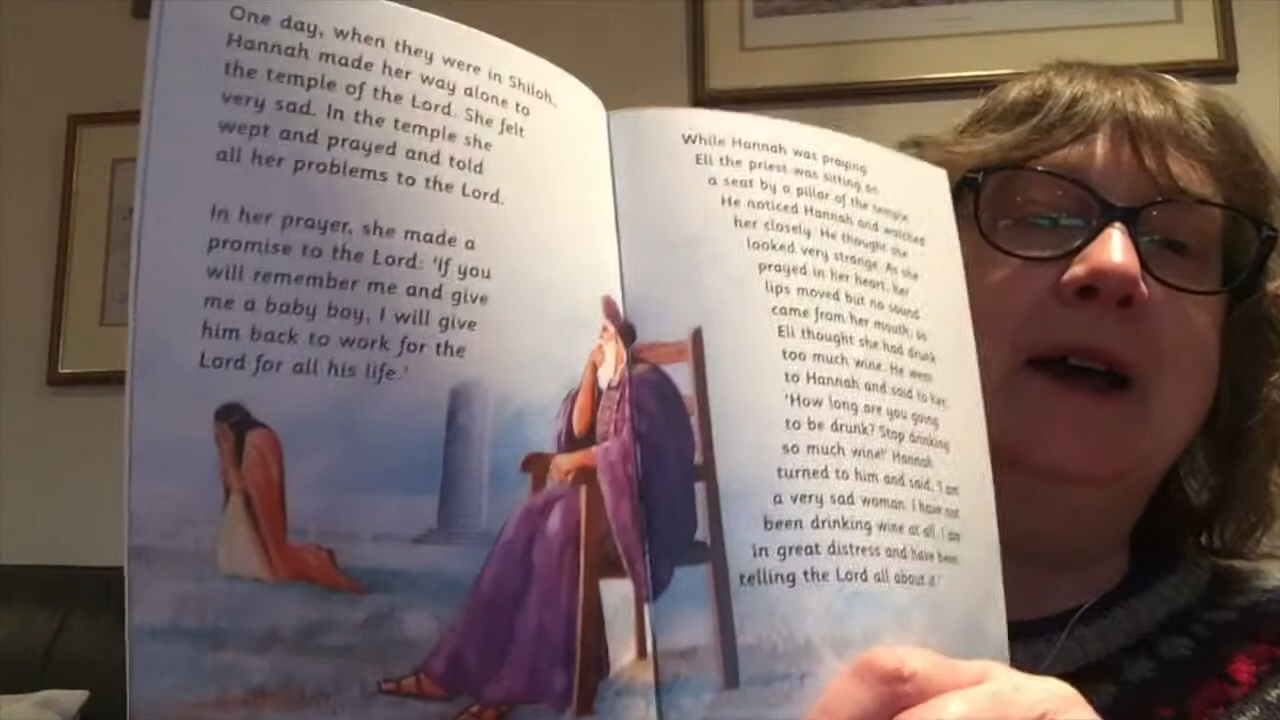 One day, when they were in Shiloh,
Hannah made her way alone to
the temple of the Lord. She felt
very sad. In the temple she
wept and prayed and told
all her problems to the Lord.
In her prayer, she made a
promise to the Lord: 'If you
will remember me and give
me a baby boy, I will give
him back to work for the
Lord for all his life.'
While Hannah was praying
Eli the priest was sitting on
a seat by a pillar of the temple.
He noticed Hannah and watched
her closely. He thought she
looked very strange. As she
prayed in her heart, her
lips moved but no sound
came from her mouth, so
Eli thought she had drunk
too much wine. He went
to Hannah and said to her,
'How long are you going
to be drunk? Stop drinking
so much wine!' Hannah
turned to him and said, 'I am
a very sad woman. I have not
been drinking wine at all. I am
in great distress and have been
telling the Lord all about it.'